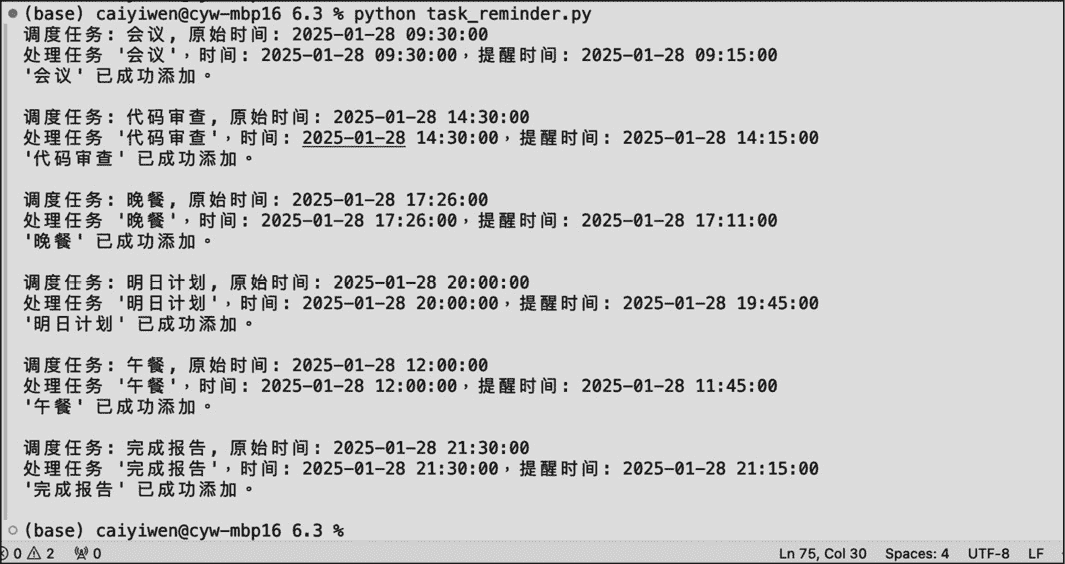 (base) caiyiwen@cyw-mbp16 6.3 % python task_reminder.py
调度任务: 会议, 原始时间: 2025-01-28 09:30:00
处理任务 '会议', 时间: 2025-01-28 09:30:00, 提醒时间: 2025-01-28 09:15:00
'会议' 已成功添加。
调度任务: 代码审查, 原始时间: 2025-01-28 14:30:00
处理任务 '代码审查', 时间: 2025-01-28 14:30:00, 提醒时间: 2025-01-28 14:15:00
'代码审查' 已成功添加。
调度任务: 晚餐, 原始时间: 2025-01-28 17:26:00
处理任务 '晚餐', 时间: 2025-01-28 17:26:00, 提醒时间: 2025-01-28 17:11:00
'晚餐' 已成功添加。
调度任务: 明日计划, 原始时间: 2025-01-28 20:00:00
处理任务 '明日计划', 时间: 2025-01-28 20:00:00, 提醒时间: 2025-01-28 19:45:00
'明日计划' 已成功添加。
调度任务: 午餐, 原始时间: 2025-01-28 12:00:00
处理任务 '午餐', 时间: 2025-01-28 12:00:00, 提醒时间: 2025-01-28 11:45:00
'午餐' 已成功添加。
调度任务: 完成报告, 原始时间: 2025-01-28 21:30:00
处理任务 '完成报告', 时间: 2025-01-28 21:30:00, 提醒时间: 2025-01-28 21:15:00
'完成报告' 已成功添加。
(base) caiyiwen@cyw-mbp16 6.3 %
0 2 0 Ln 75, Col 30 Spaces: 4 UTF-8 LF